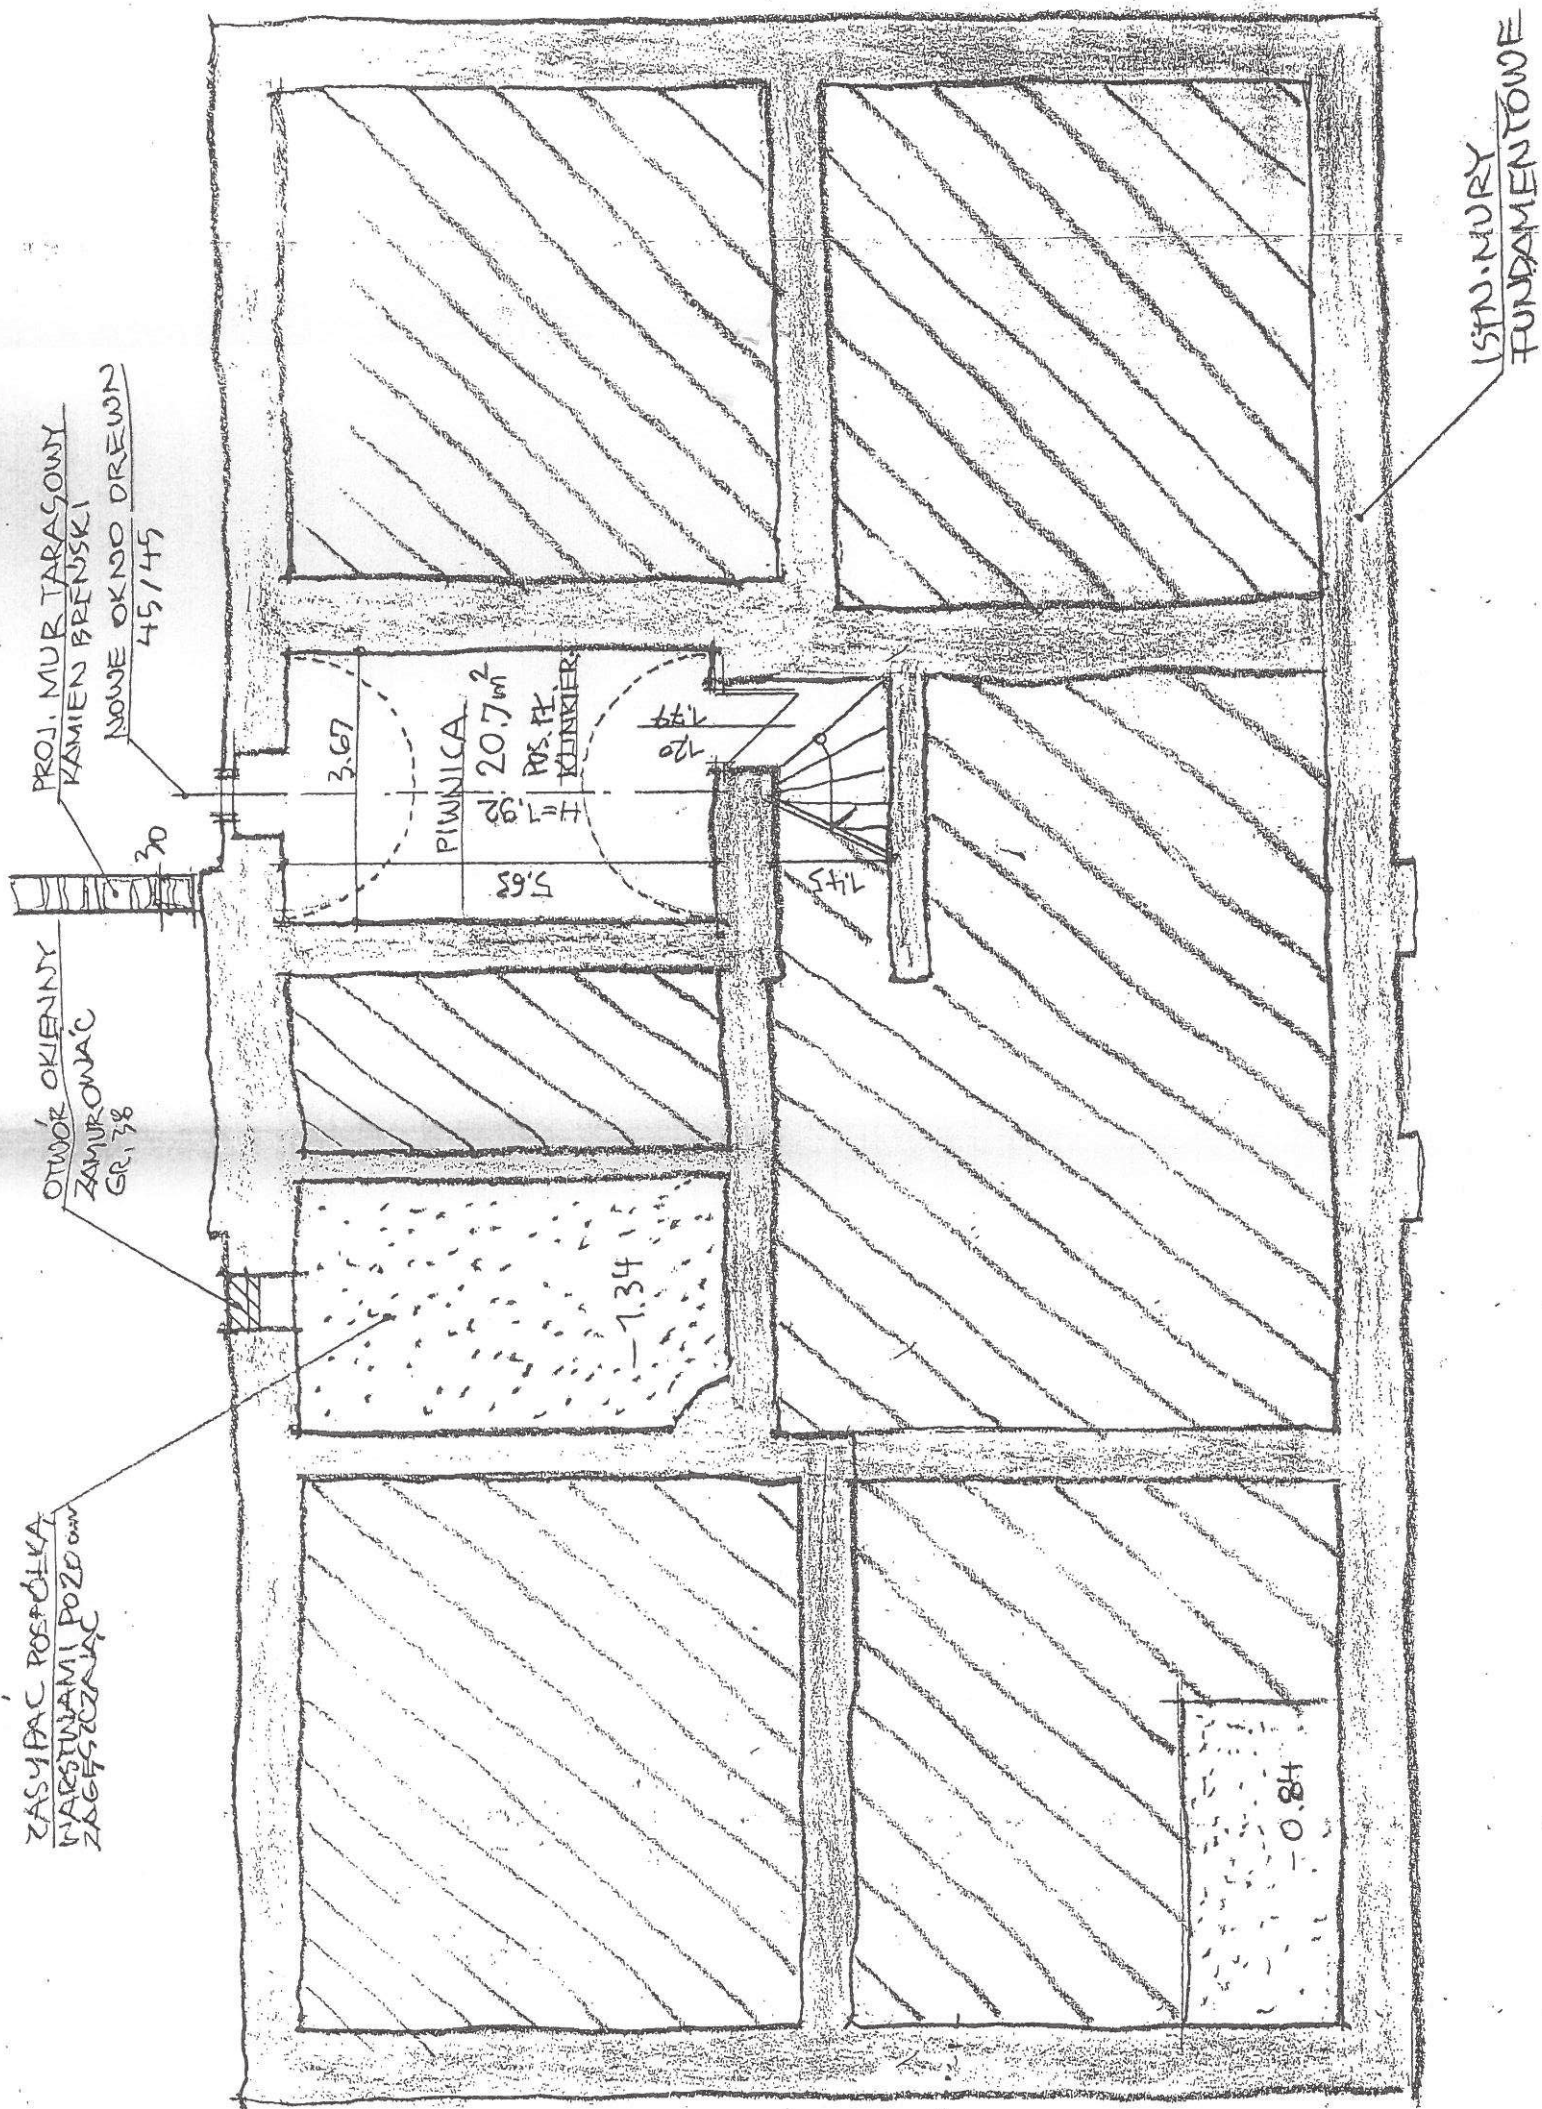 ZASYPAĆ POSPÓŁKĄ
WARSTWAMI PO 20 cm
ZAGĘSZCZAJĄC
OTWÓR OKIENNY
ZAMUROWAĆ
GR. 38
PROJ. MUR TARASOWY
KAMIEŃ BREŃSKI
NOWE OKNO DREWN
45/45
30
3.67
PIWNICA
20.7m²
H=1.92
POS. PŁ.
KLINKIER.
5.63
120
1.79
1.45
-1.34
-0.84
ISTN. MURY
FUNDAMENTOWE